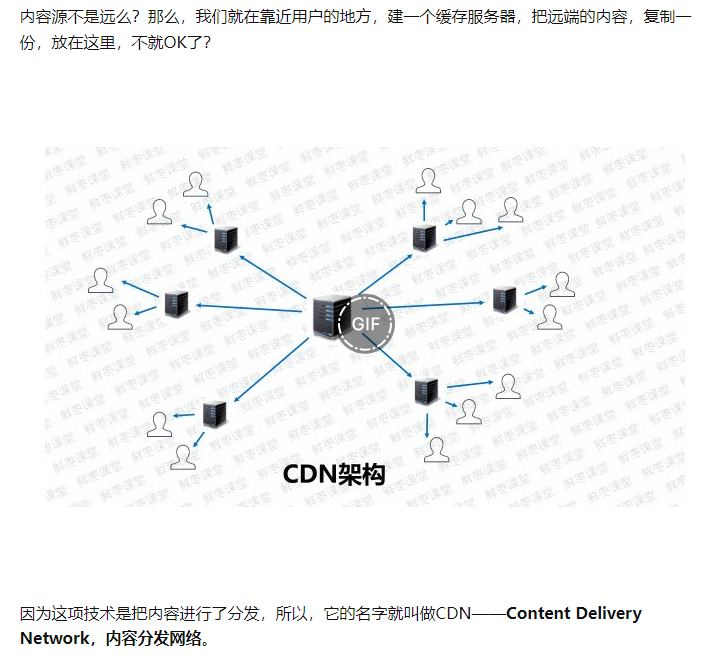 内容源不是远么？那么，我们就在靠近用户的地方，建一个缓存服务器，把远端的内容，复制一
份，放在这里，不就OK了？
鲜枣课堂
GIF
CDN架构
因为这项技术是把内容进行了分发，所以，它的名字就叫做CDN——Content Delivery
Network，内容分发网络。